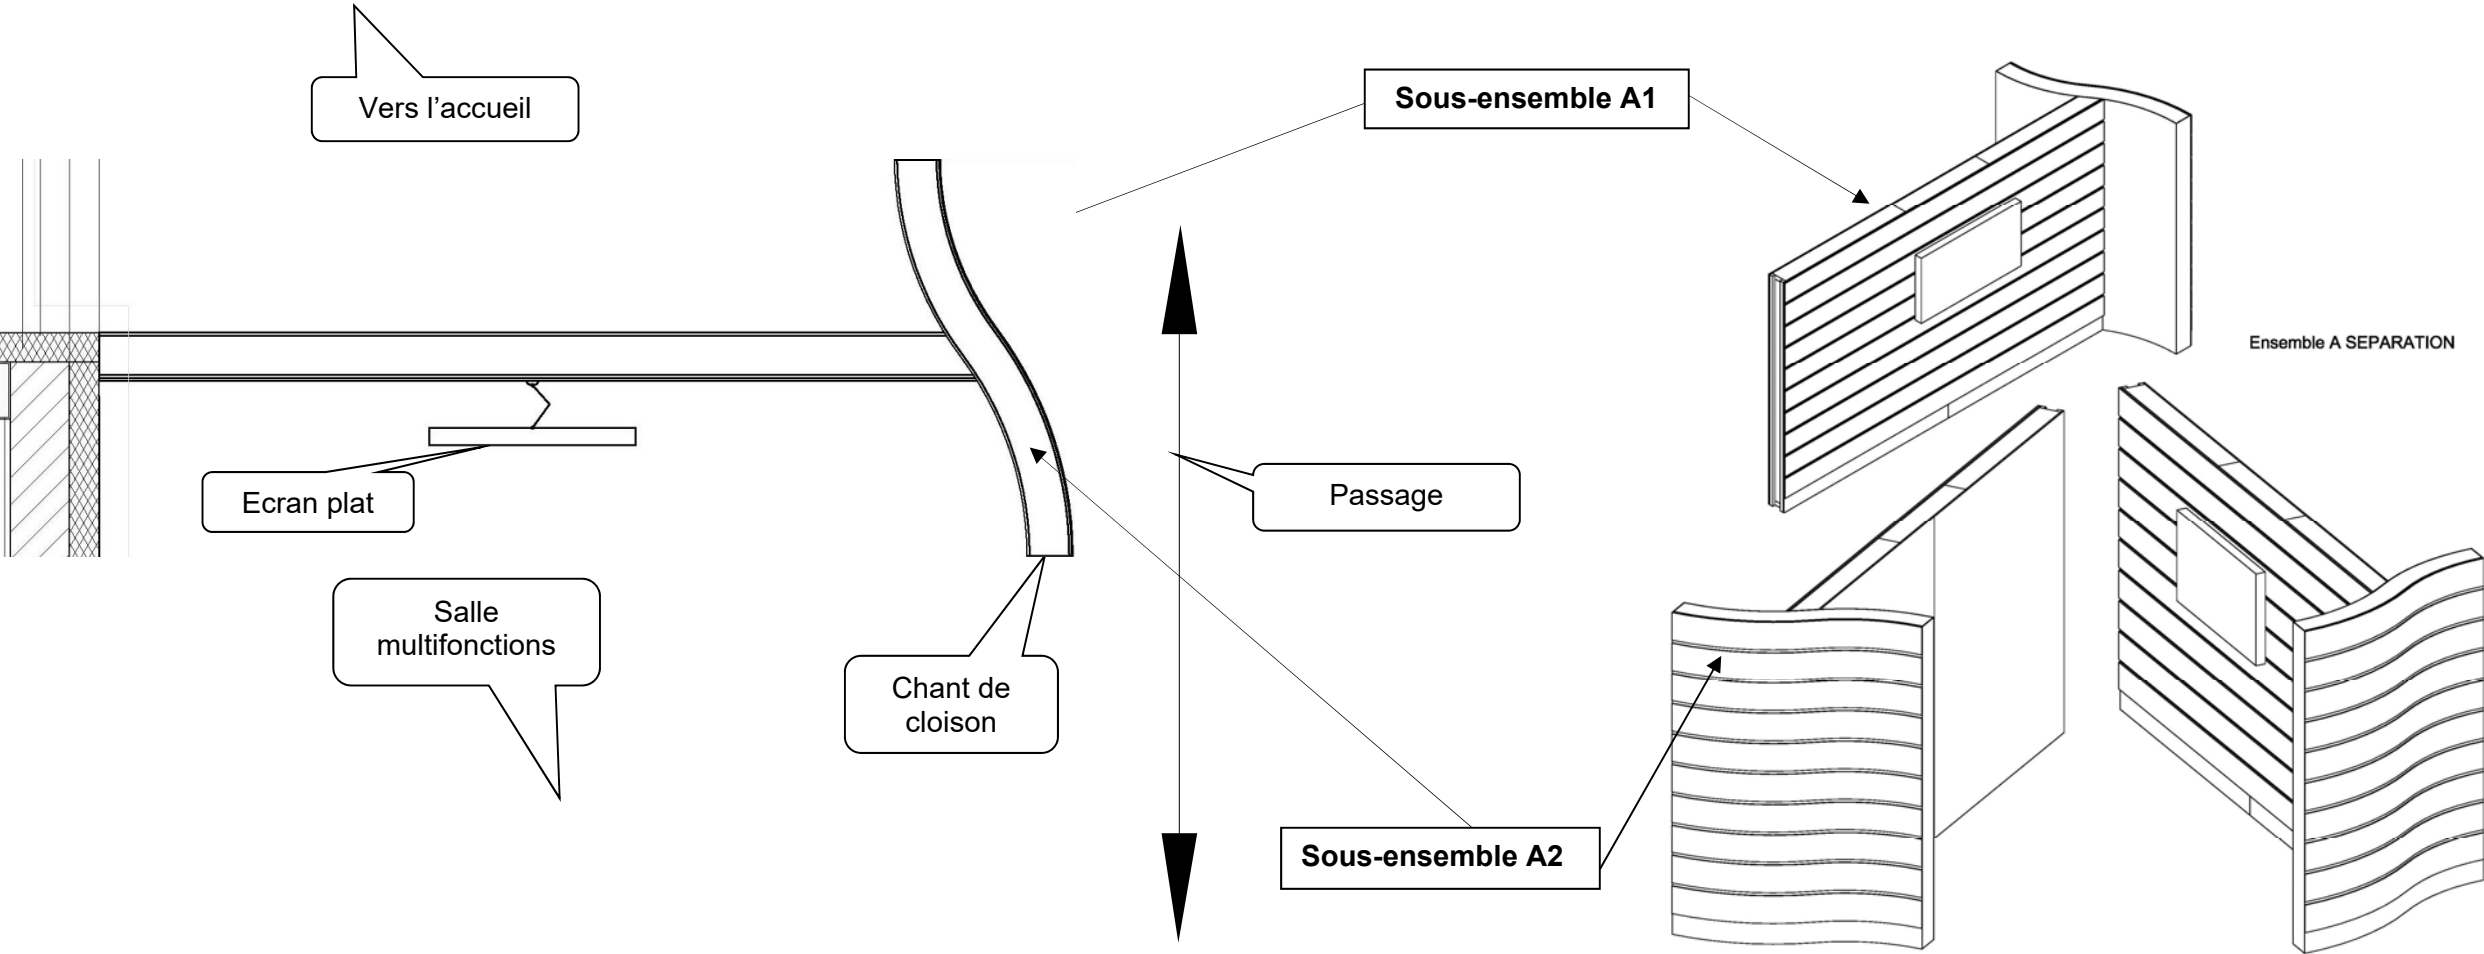 Vers l’accueil
Sous-ensemble A1
Ensemble A SEPARATION
Ecran plat
Passage
Salle
multifonctions
Chant de
cloison
Sous-ensemble A2